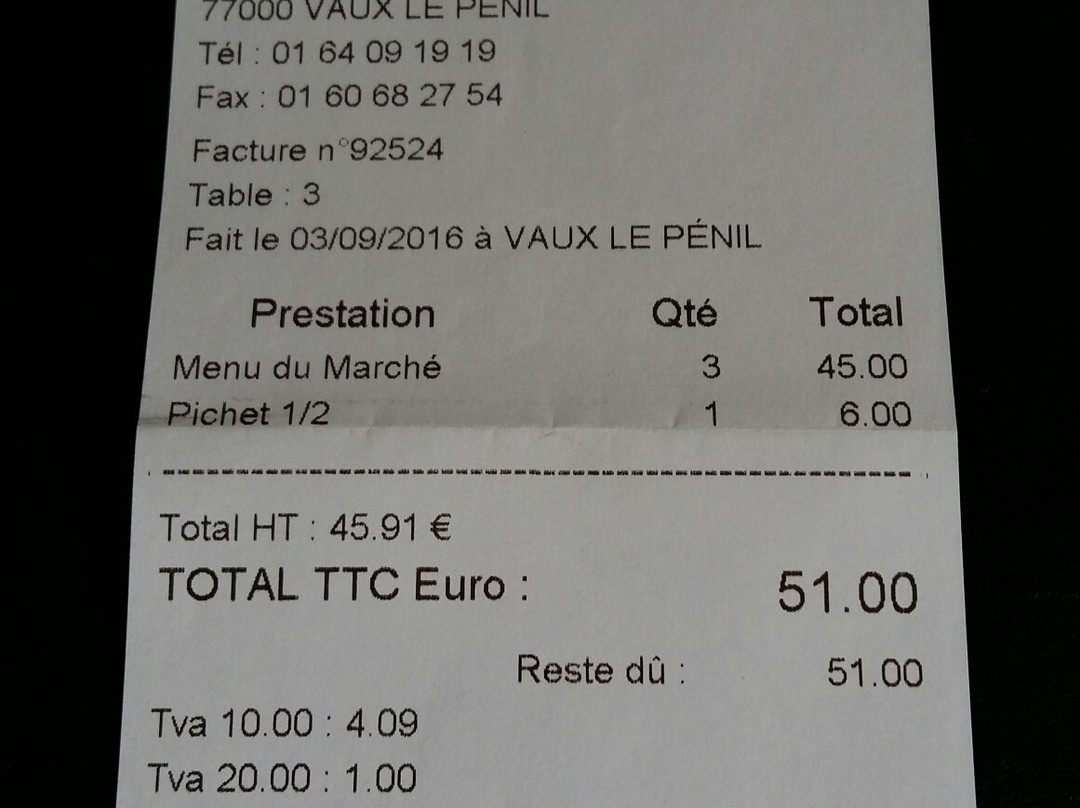 77000 VAUX LE PÉNIL
Tél : 01 64 09 19 19
Fax : 01 60 68 27 54
Facture n°92524
Table : 3
Fait le 03/09/2016 à VAUX LE PÉNIL
Prestation Qté Total
Menu du Marché 3 45.00
Pichet 1/2 1 6.00
Total HT : 45.91 €
TOTAL TTC Euro : 51.00
Reste dû : 51.00
Tva 10.00 : 4.09
Tva 20.00 : 1.00